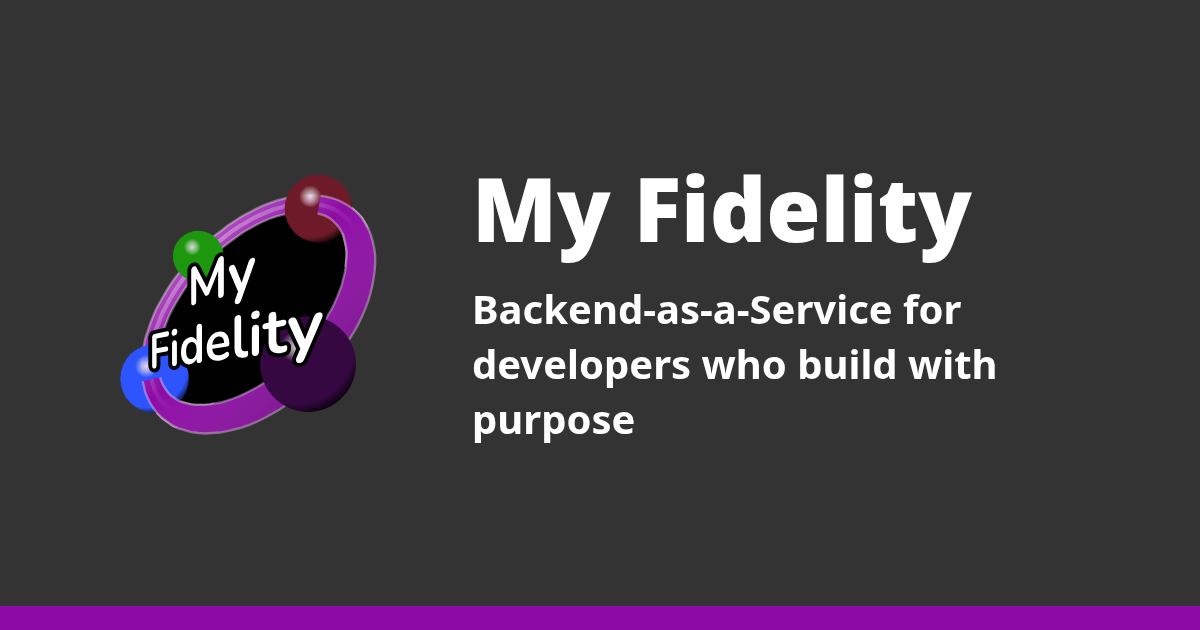 My
Fidelity
My Fidelity
Backend-as-a-Service for
developers who build with
purpose